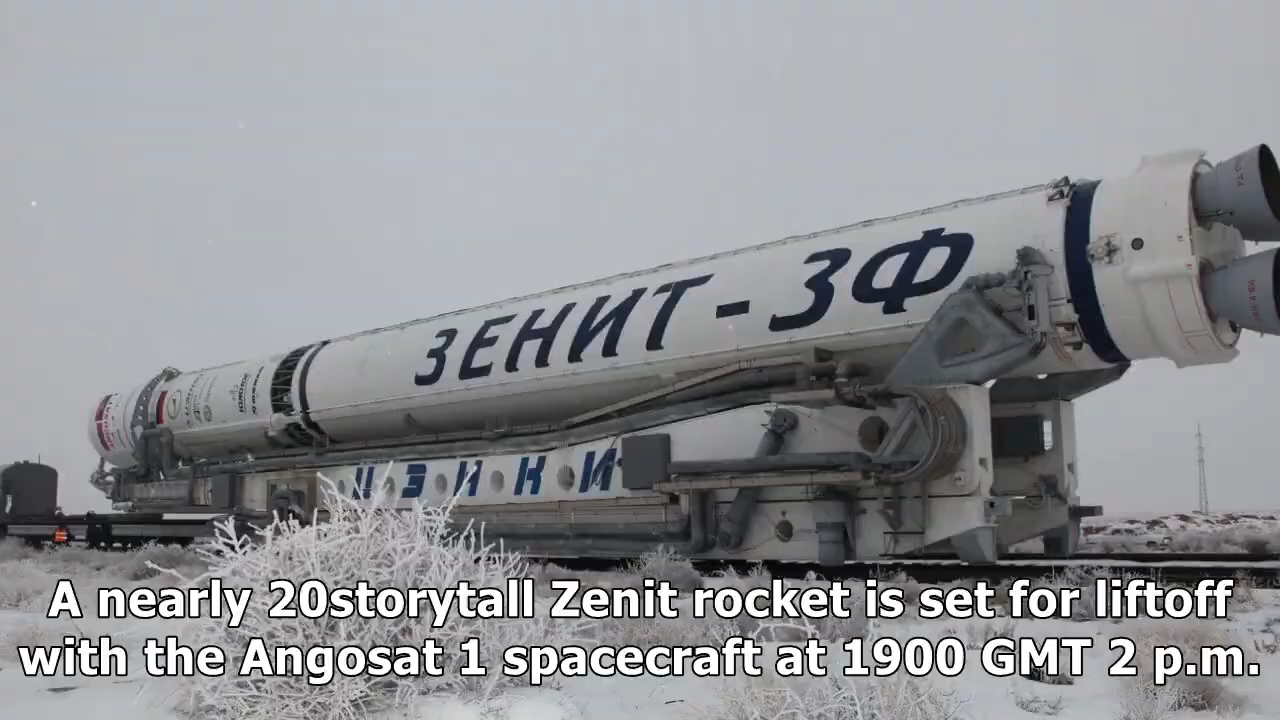 ЗЕНИТ-3Ф
ЦЭНКИ
A nearly 20storytall Zenit rocket is set for liftoff
with the Angosat 1 spacecraft at 1900 GMT 2 p.m.